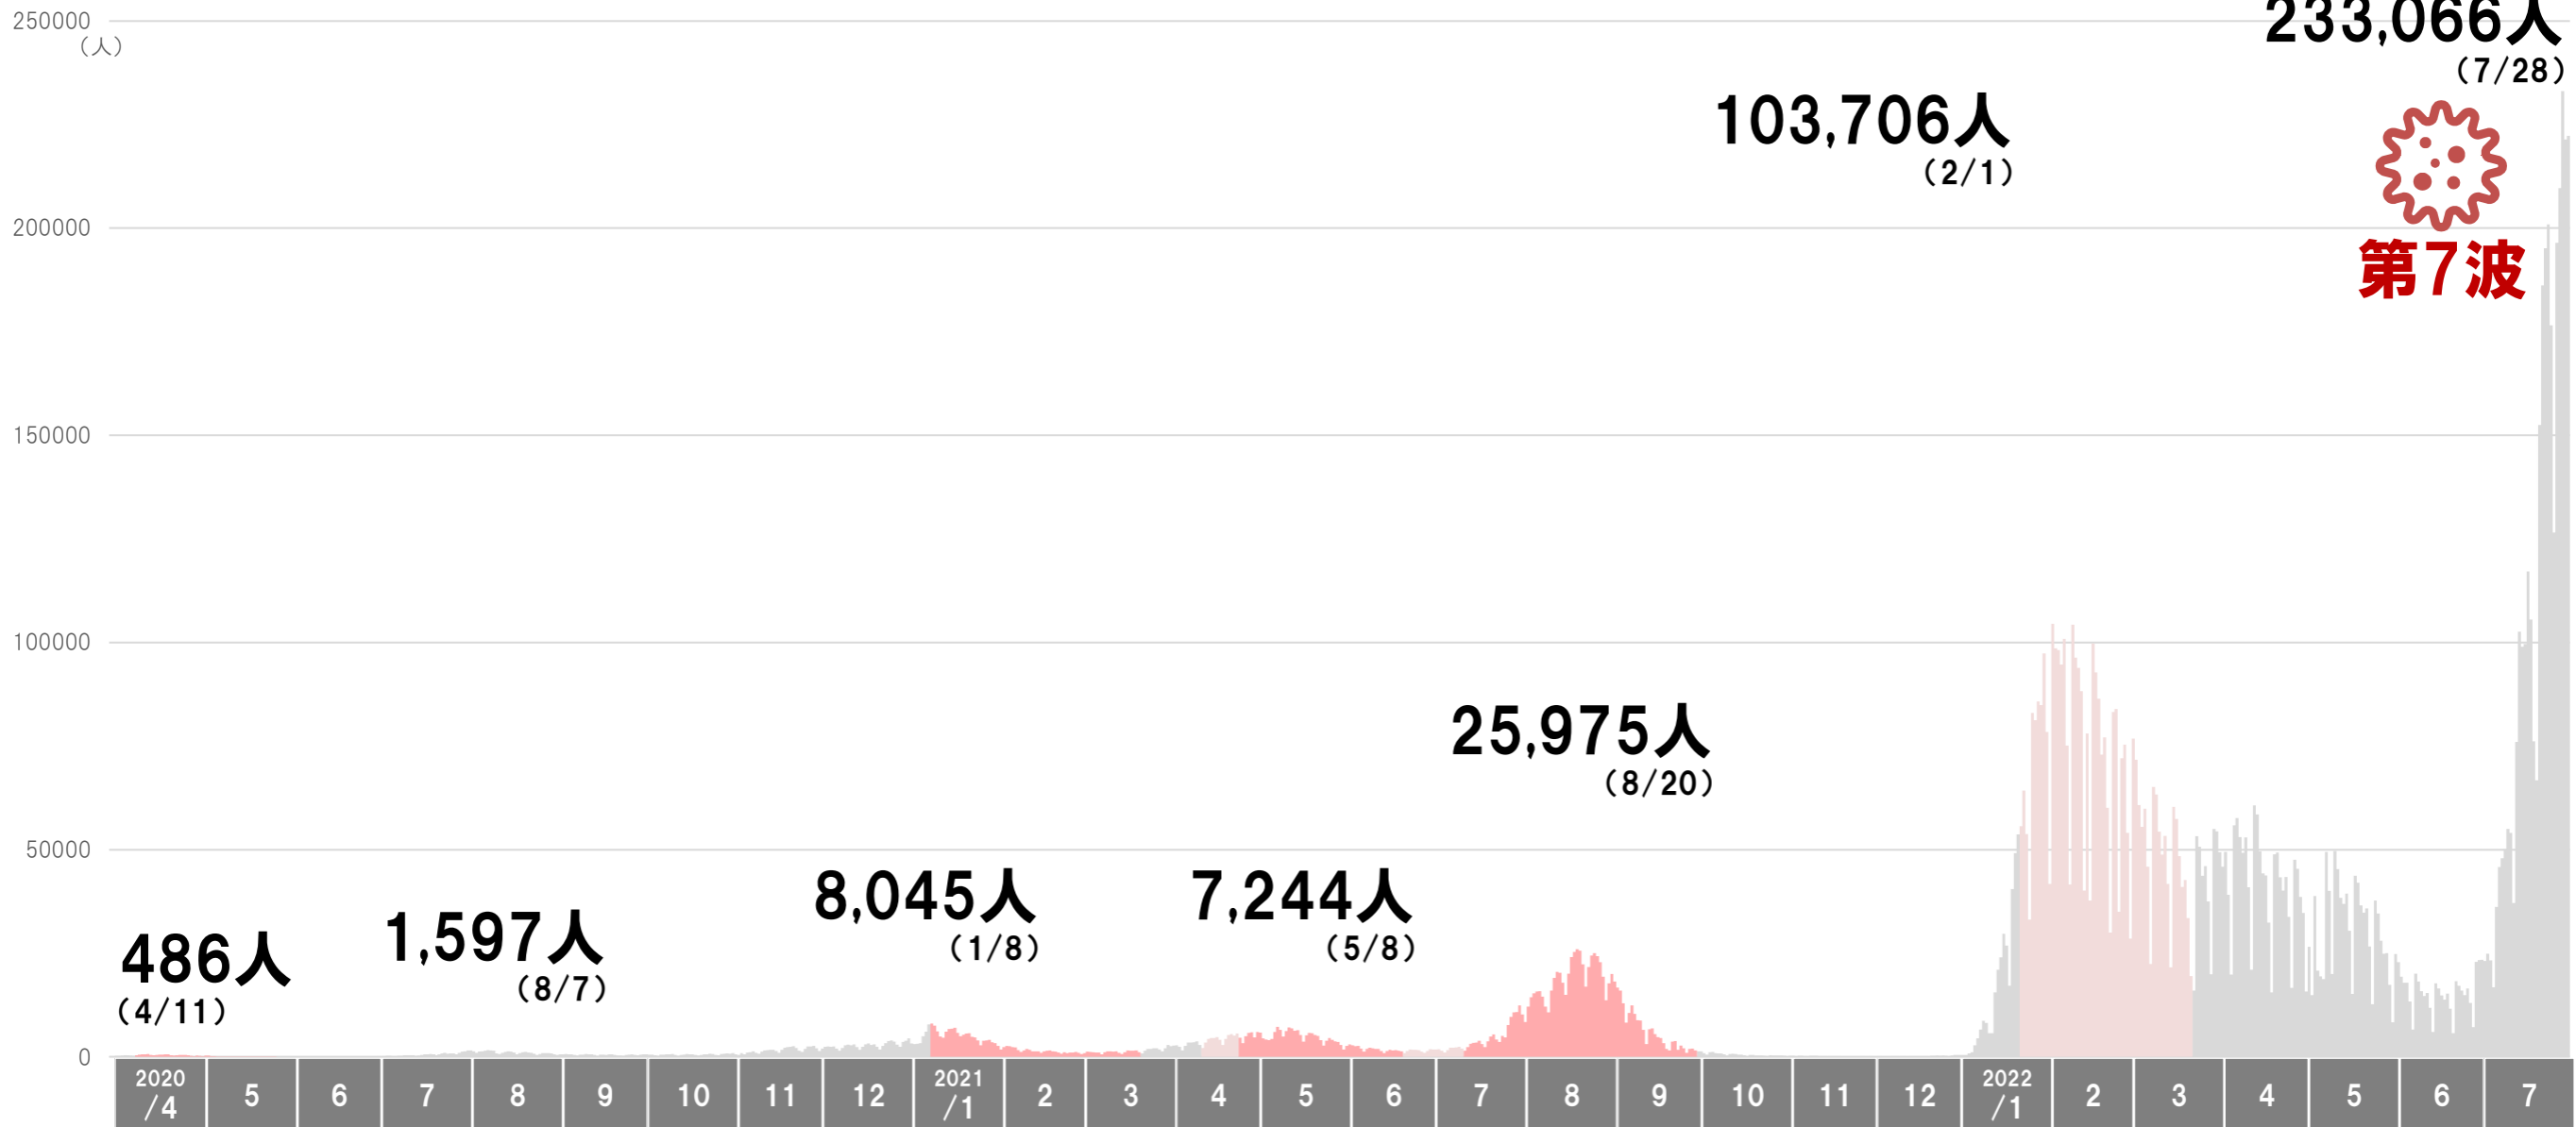 250000
（人）
233,066人
（7/28）
103,706人
（2/1）
200000
第7波
150000
100000
25,975人
（8/20）
50000
8,045人
（1/8）
7,244人
（5/8）
1,597人
（8/7）
486人
（4/11）
0
2020/4 5 6 7 8 9 10 11 12 2021/1 2 3 4 5 6 7 8 9 10 11 12 2022/1 2 3 4 5 6 7